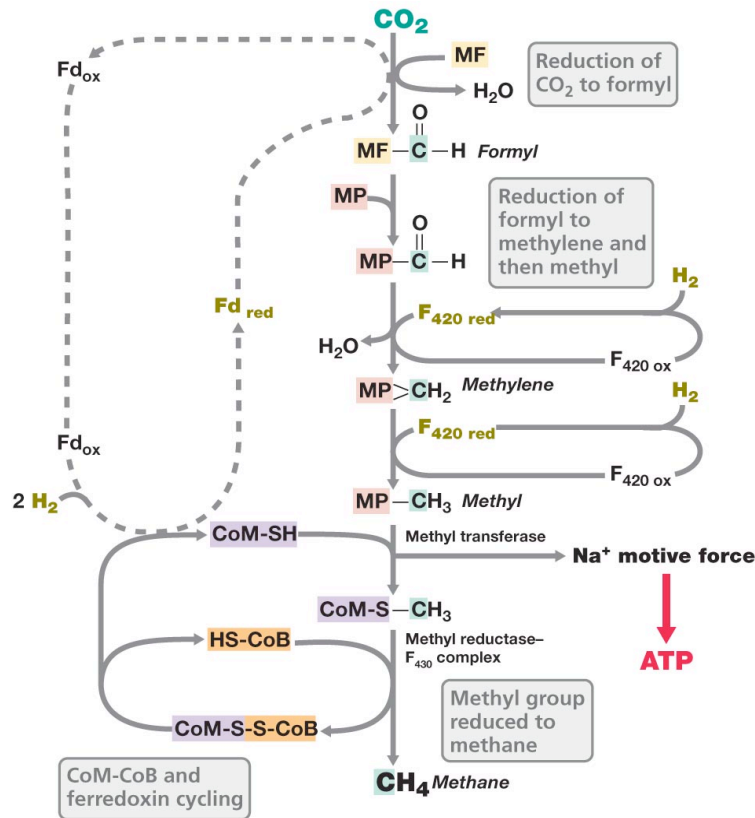 CO₂
MF
Reduction of
CO₂ to formyl
Fdox
H₂O
O
MF C H Formyl
MP
Reduction of
formyl to
methylene and
then methyl
O
MP C H
H₂
Fd red
F420 red
H₂O
F420 ox
MP CH₂ Methylene
H₂
F420 red
Fdox
F420 ox
2 H₂
MP CH₃ Methyl
CoM-SH
Methyl transferase
Na⁺ motive force
CoM-S CH₃
HS-CoB
Methyl reductase–
F430 complex
ATP
CoM-S-S-CoB
Methyl group
reduced to
methane
CoM-CoB and
ferredoxin cycling
CH₄ Methane